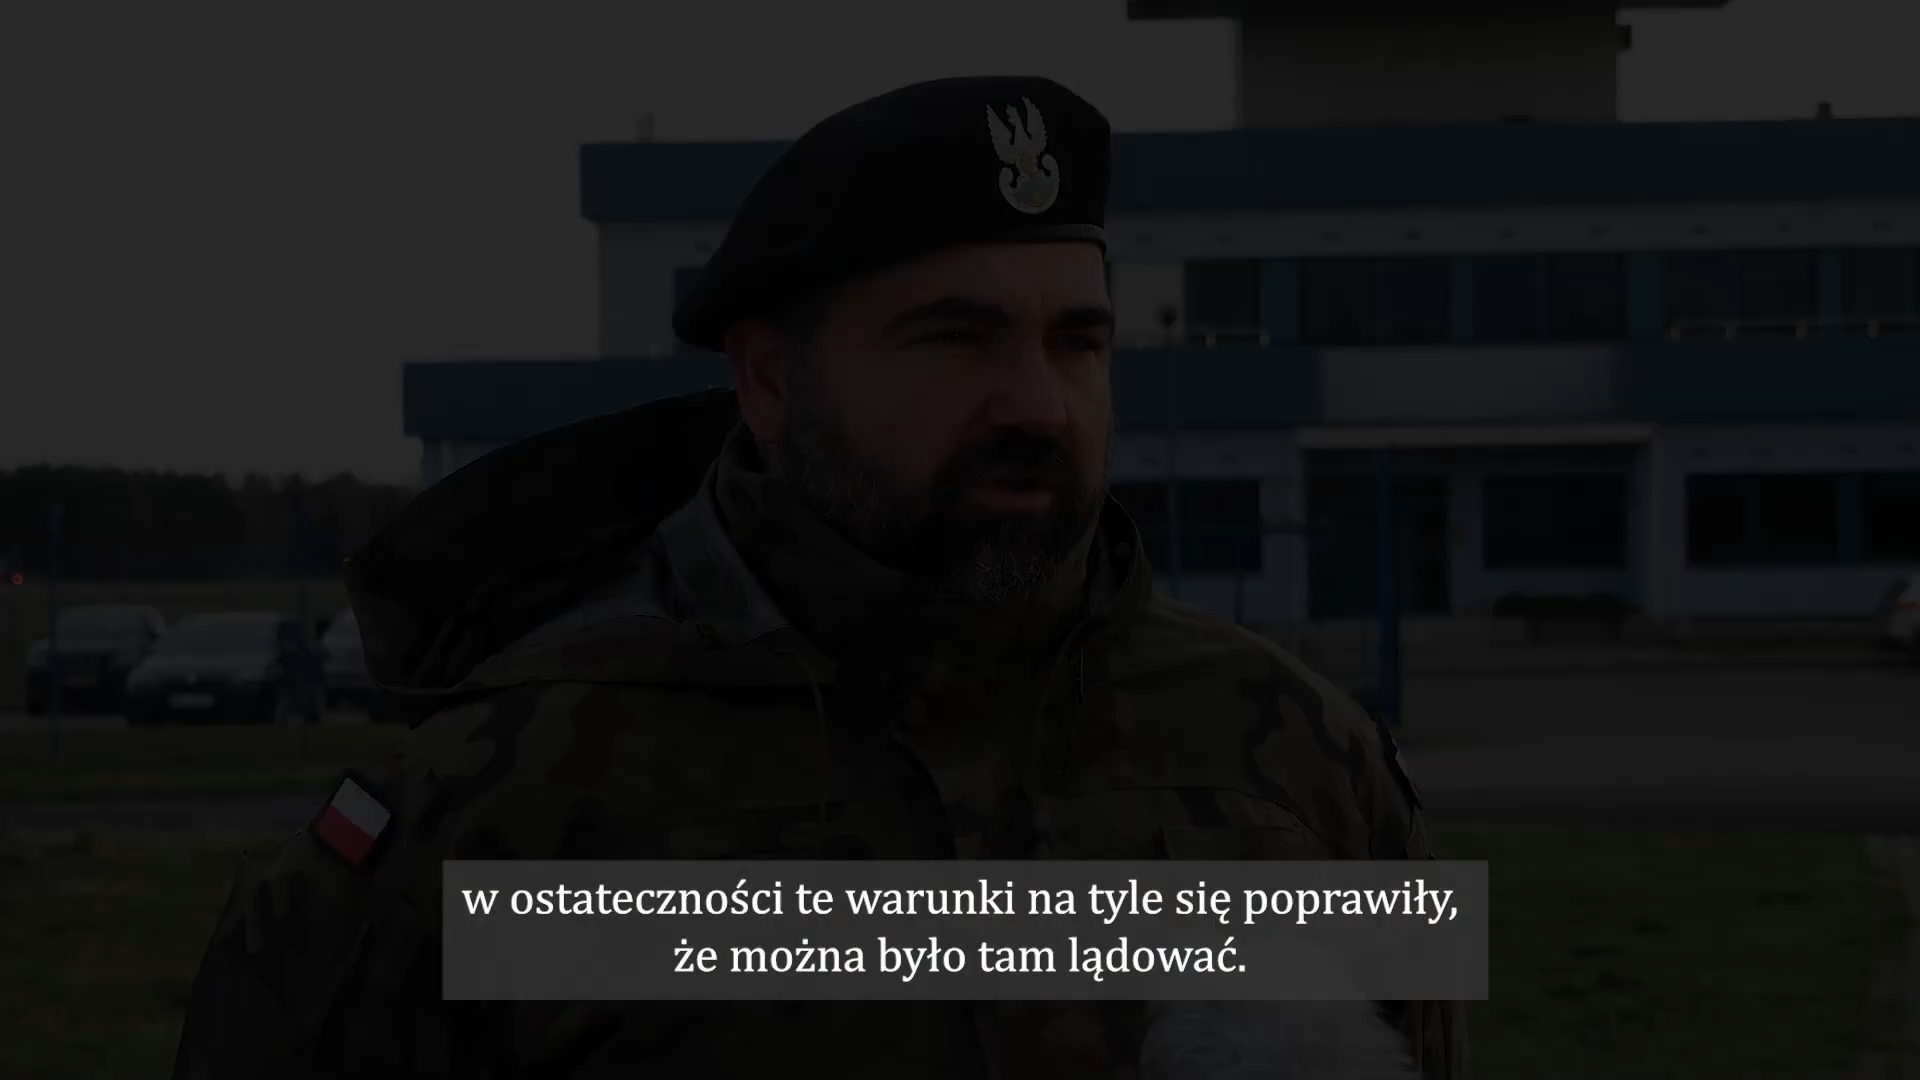 w ostateczności te warunki na tyle się poprawiły,
że można było tam lądować.